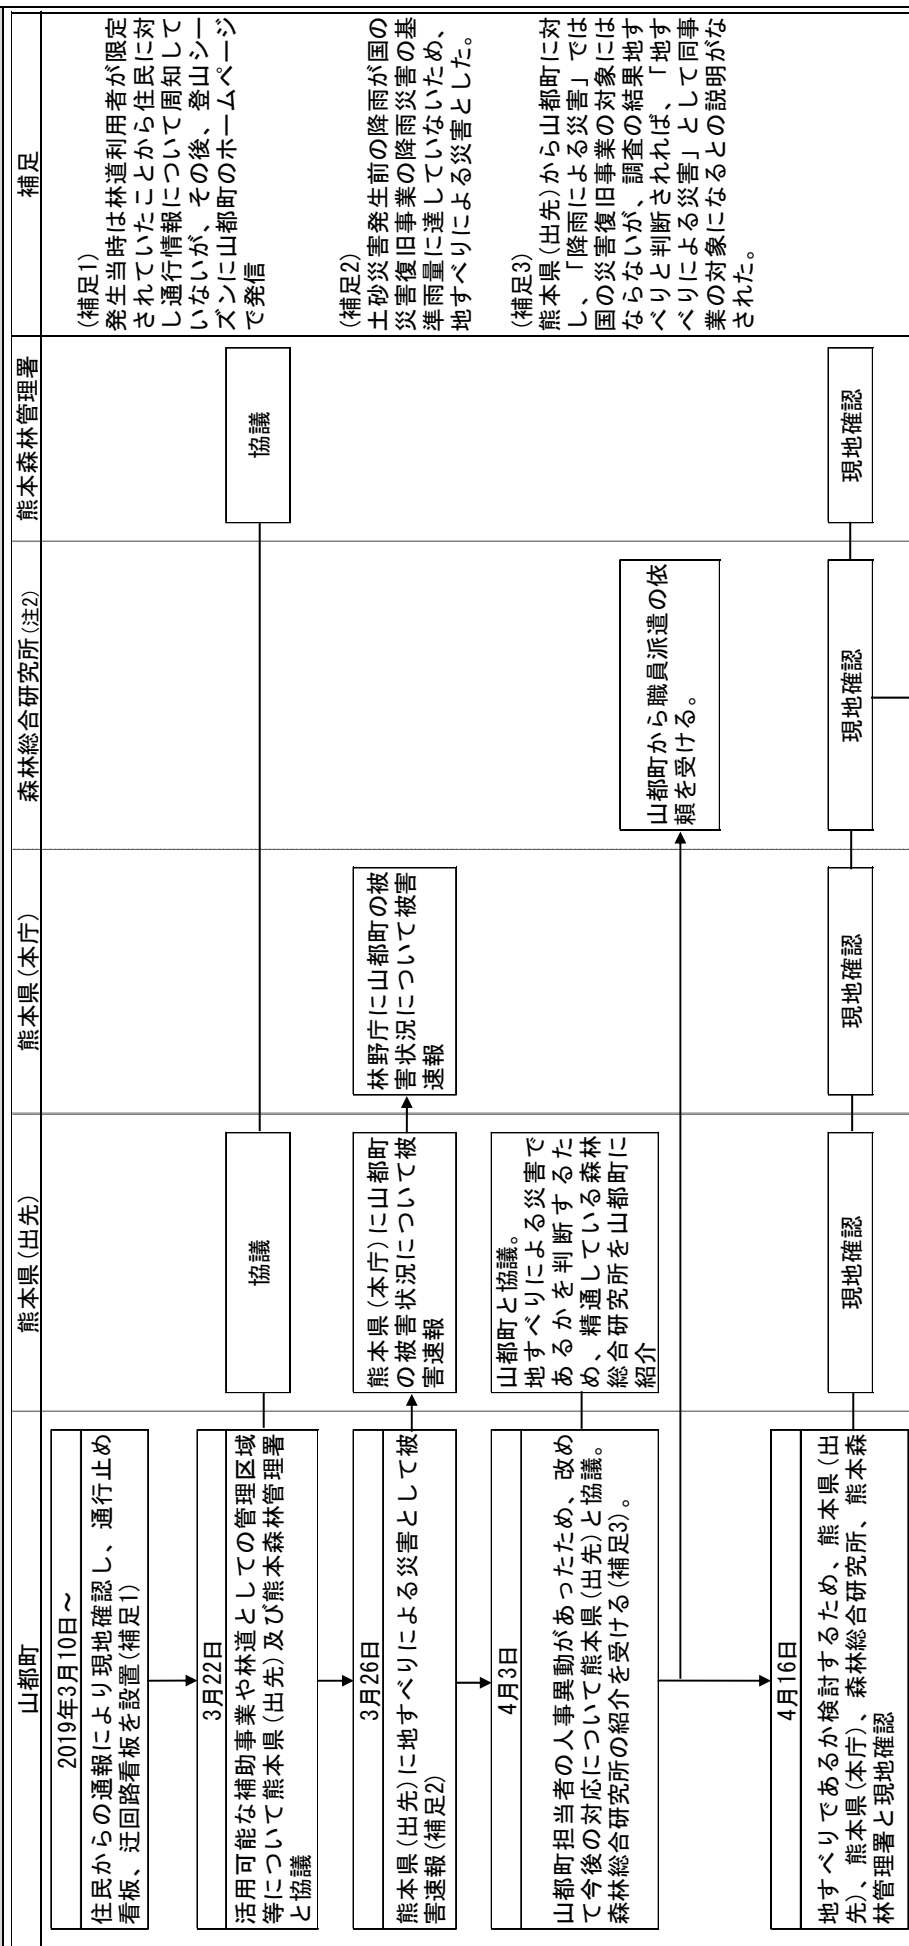 山都町
熊本県(出先)
熊本県(本庁)
森林総合研究所(注2)
熊本森林管理署
補足
2019年3月10日～
住民からの通報により現地確認し、通行止め
看板、迂回路看板を設置(補足1)
(補足1)
発生当時は林道利用者が限定
されていたことから住民に対
し通行情報について周知して
いないが、その後、登山シー
ズンに山都町のホームページ
で発信
3月22日
活用可能な補助事業や林道としての管理区域
等について熊本県(出先)及び熊本森林管理署
と協議
協議
協議
3月26日
熊本県(出先)に地すべりによる災害として被
害速報(補足2)
熊本県(本庁)に山都町
の被害状況について被
害速報
林野庁に山都町の被
害状況について被害
速報
(補足2)
土砂災害発生前の降雨が国の
災害復旧事業の降雨災害の基
準雨量に達していないため、
地すべりによる災害とした。
4月3日
山都町担当者の人事異動があったため、改め
て今後の対応について熊本県(出先)と協議。
森林総合研究所の紹介を受ける(補足3)。
山都町と協議。
地すべりによる災害で
あるかを判断するた
め、精通している森林
総合研究所を山都町に
紹介
山都町から職員派遣の依
頼を受ける。
(補足3)
熊本県(出先)から山都町に対
し、「降雨による災害」では
国の災害復旧事業の対象には
ならないが、調査の結果地す
べりと判断されれば、「地す
べりによる災害」として同事
業の対象になるとの説明がな
された。
4月16日
地すべりであるか検討するため、熊本県(出
先)、熊本県(本庁)、森林総合研究所、熊本森
林管理署と現地確認
現地確認
現地確認
現地確認
現地確認